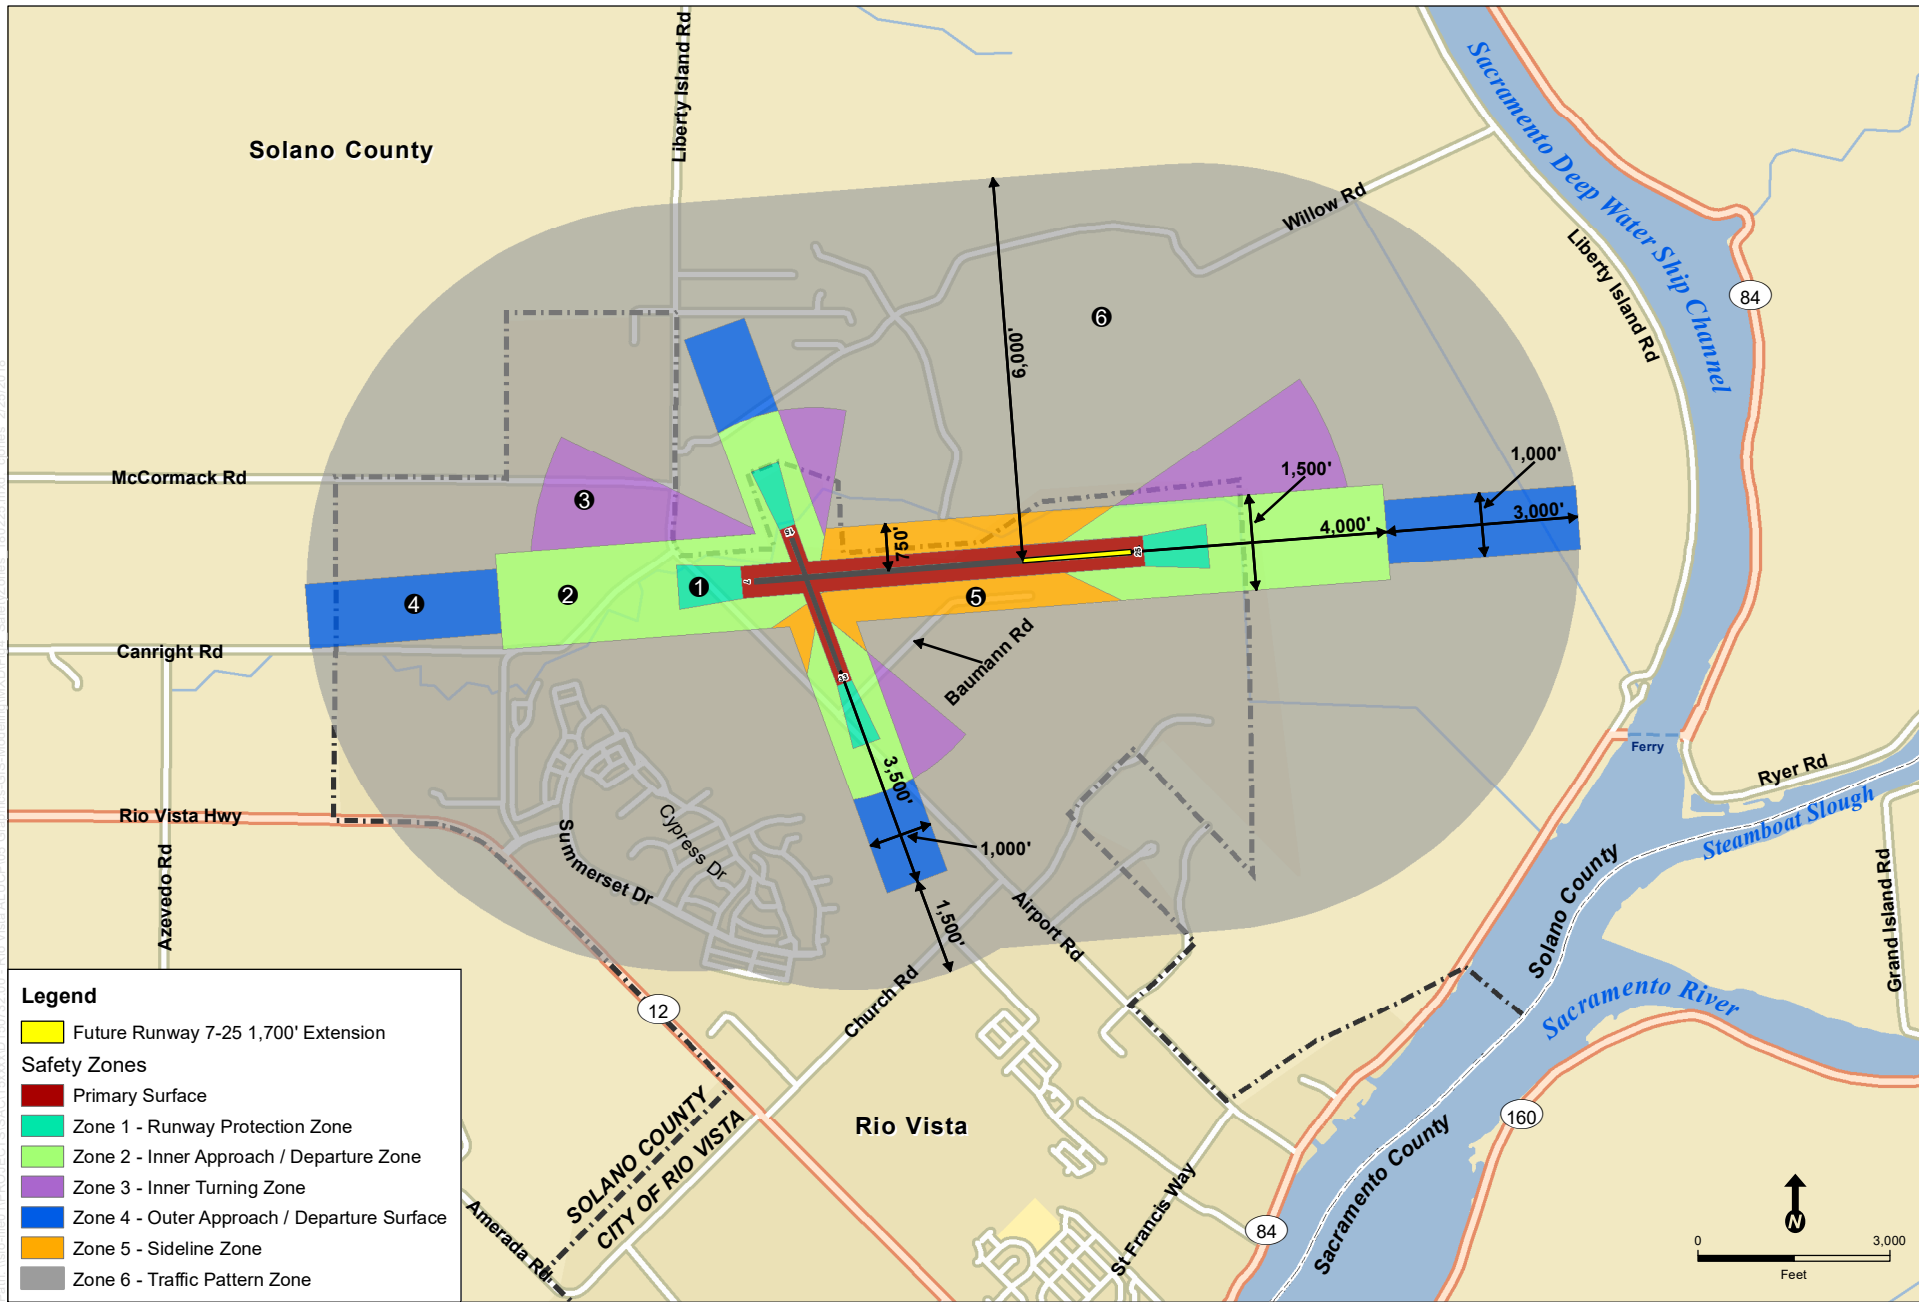 Solano County
Liberty Island Rd
Sacramento Deep Water Ship Channel
Willow Rd
Liberty Island Rd
84
6
6,000'
McCormack Rd
3
1,500'
1,000'
4,000'
3,000'
750'
15
25
7
33
1
2
4
5
Canright Rd
Baumann Rd
Ferry
Ryer Rd
Steamboat Slough
3,500'
Rio Vista Hwy
Cypress Dr
Summerset Dr
1,000'
Azevedo Rd
1,500'
Airport Rd
Church Rd
Solano County
Grand Island Rd
Sacramento River
12
160
SOLANO COUNTY
CITY OF RIO VISTA
Rio Vista
Amerada Rd
St Francis Way
84
Sacramento County
Legend
Future Runway 7-25 1,700' Extension
Safety Zones
Primary Surface
Zone 1 - Runway Protection Zone
Zone 2 - Inner Approach / Departure Zone
Zone 3 - Inner Turning Zone
Zone 4 - Outer Approach / Departure Surface
Zone 5 - Sideline Zone
Zone 6 - Traffic Pattern Zone
N
0 3,000
Feet